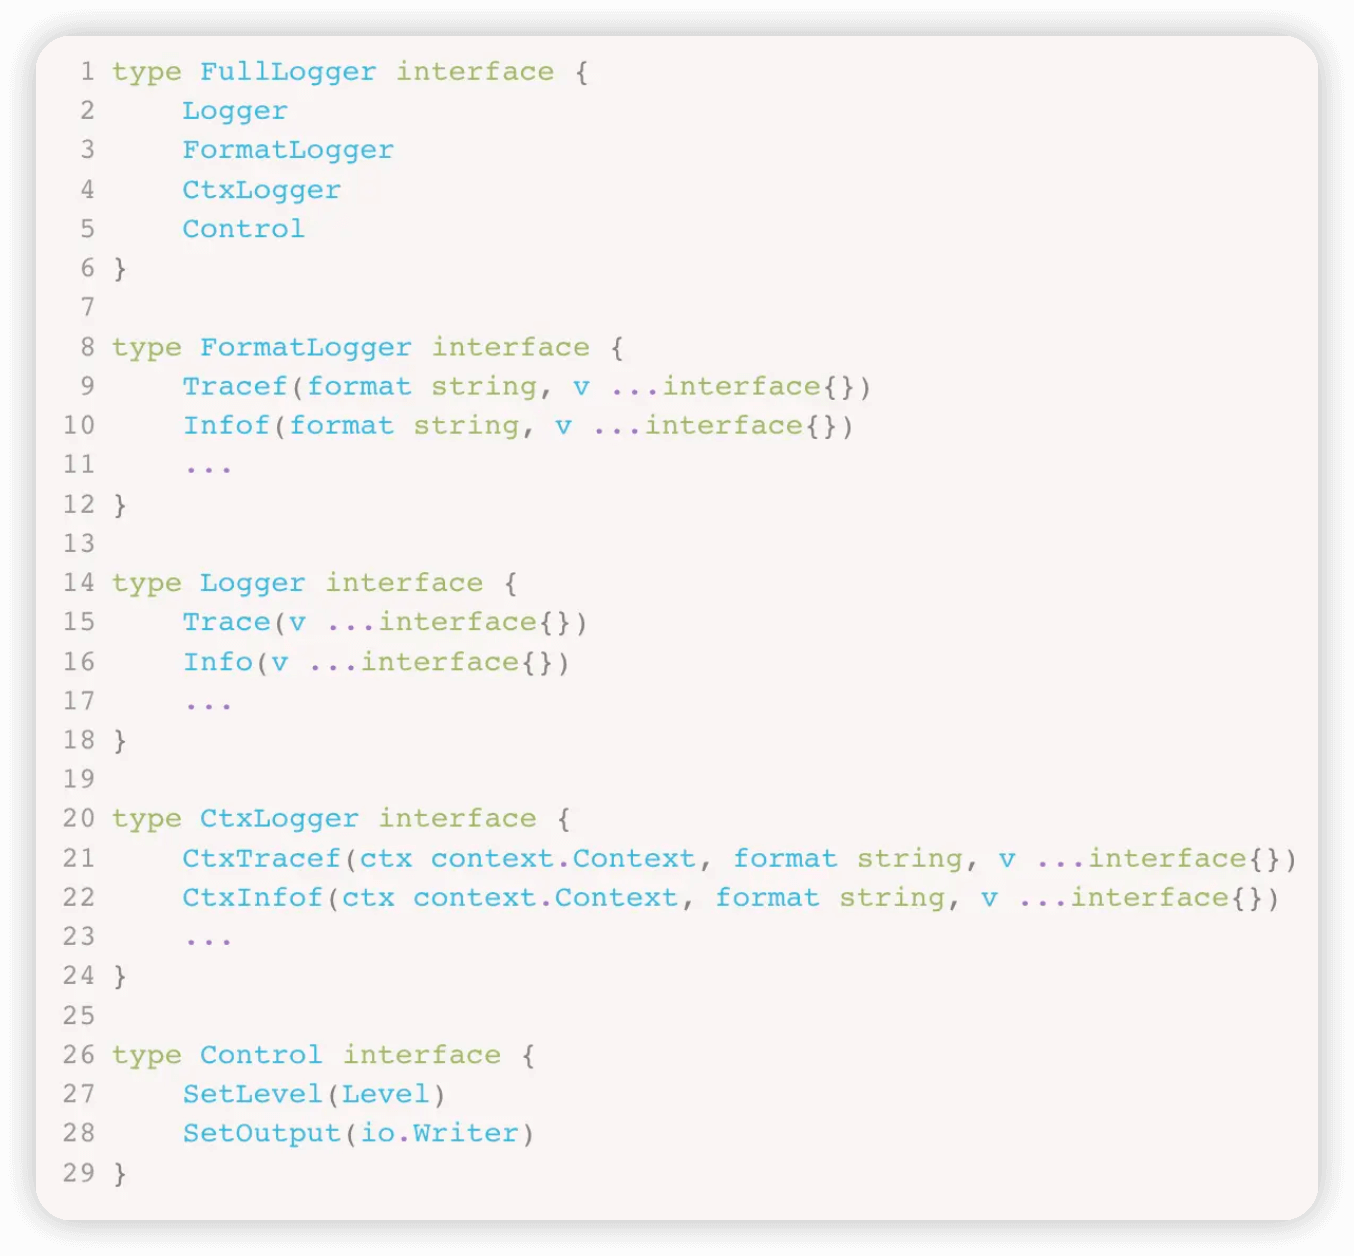 1 type FullLogger interface {
2     Logger
3     FormatLogger
4     CtxLogger
5     Control
6 }
7
8 type FormatLogger interface {
9     Tracef(format string, v ...interface{})
10     Infof(format string, v ...interface{})
11     ...
12 }
13
14 type Logger interface {
15     Trace(v ...interface{})
16     Info(v ...interface{})
17     ...
18 }
19
20 type CtxLogger interface {
21     CtxTracef(ctx context.Context, format string, v ...interface{})
22     CtxInfof(ctx context.Context, format string, v ...interface{})
23     ...
24 }
25
26 type Control interface {
27     SetLevel(Level)
28     SetOutput(io.Writer)
29 }